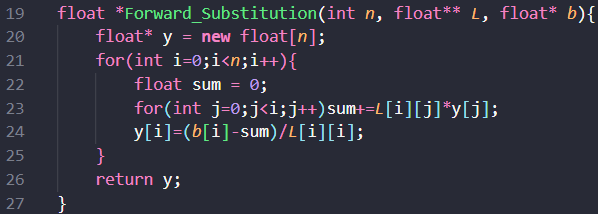 19 float *Forward_Substitution(int n, float** L, float* b){
20     float* y = new float[n];
21     for(int i=0;i<n;i++){
22         float sum = 0;
23         for(int j=0;j<i;j++)sum+=L[i][j]*y[j];
24         y[i]=(b[i]-sum)/L[i][i];
25     }
26     return y;
27 }